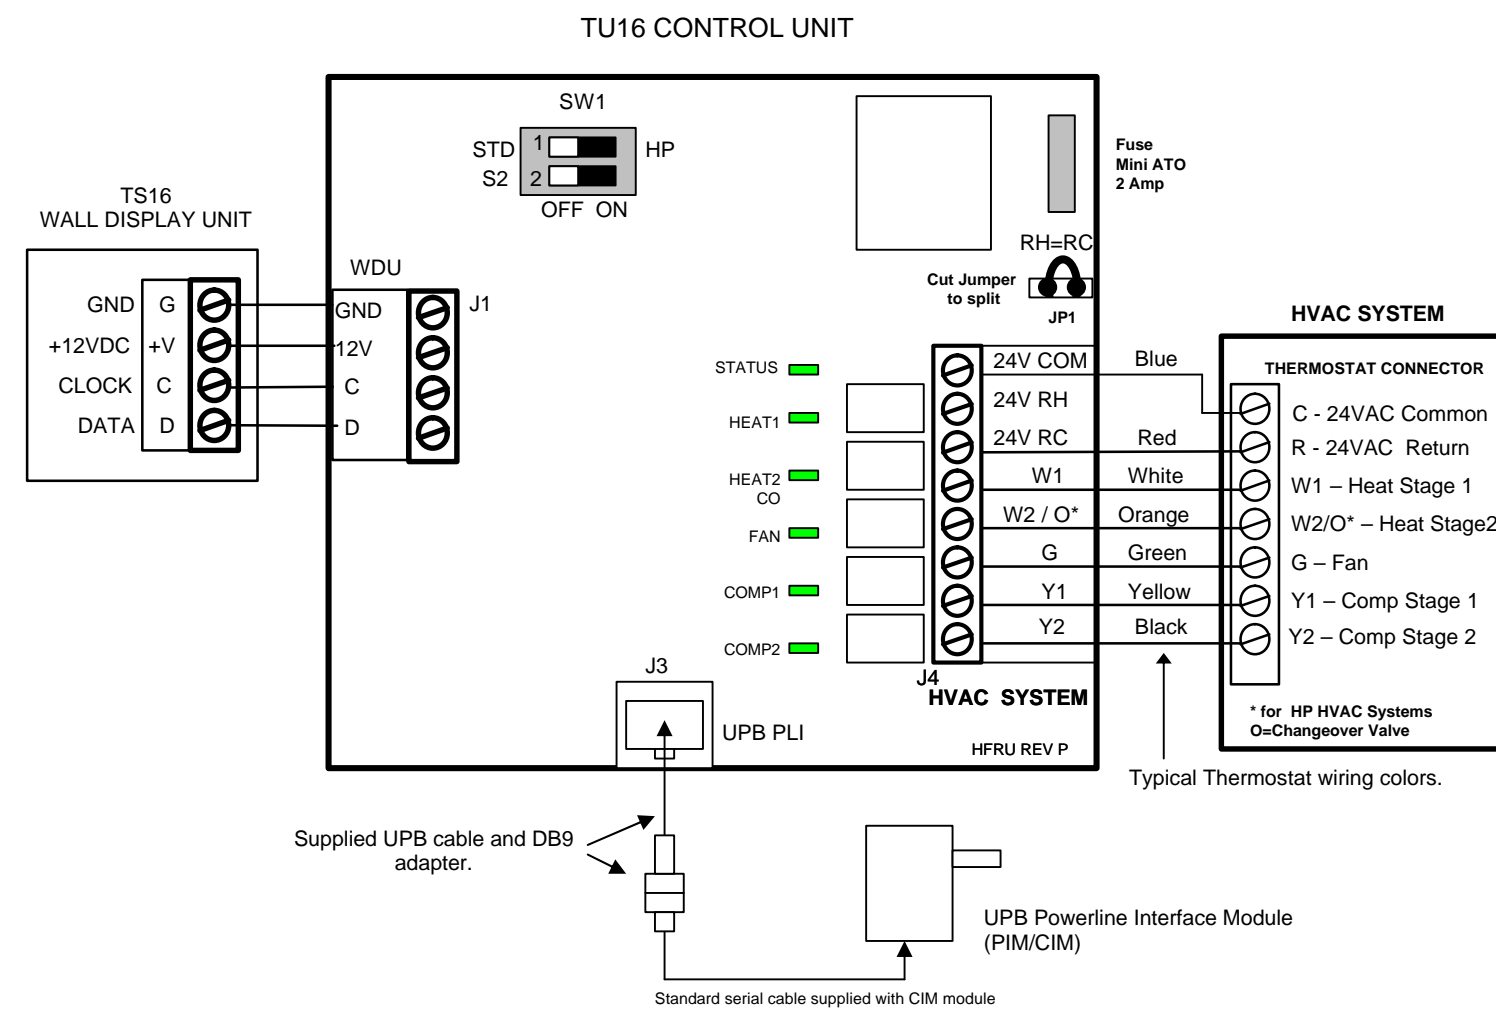 TU16 CONTROL UNIT
SW1
STD 1 HP
S2 2
OFF ON
Fuse
Mini ATO
2 Amp
TS16
WALL DISPLAY UNIT
GND G
+12VDC +V
CLOCK C
DATA D
WDU
GND
12V
C
D
J1
RH=RC
Cut Jumper
to split
JP1
STATUS
HEAT1
HEAT2
CO
FAN
COMP1
COMP2
24V COM Blue
24V RH
24V RC Red
W1 White
W2 / O* Orange
G Green
Y1 Yellow
Y2 Black
J4
HVAC SYSTEM
HFRU REV P
HVAC SYSTEM
THERMOSTAT CONNECTOR
C - 24VAC Common
R - 24VAC Return
W1 – Heat Stage 1
W2/O* – Heat Stage2
G – Fan
Y1 – Comp Stage 1
Y2 – Comp Stage 2
* for HP HVAC Systems
O=Changeover Valve
Typical Thermostat wiring colors.
J3
UPB PLI
Supplied UPB cable and DB9
adapter.
UPB Powerline Interface Module
(PIM/CIM)
Standard serial cable supplied with CIM module